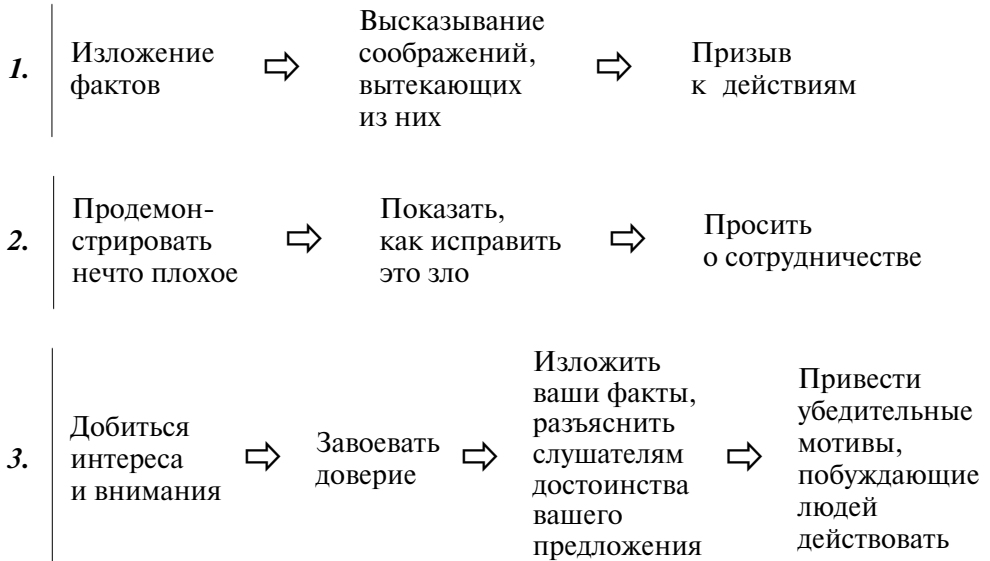 1.
Изложение
фактов
Высказывание
соображений,
вытекающих
из них
Призыв
к действиям
2.
Продемон-
стрировать
нечто плохое
Показать,
как исправить
это зло
Просить
о сотрудничестве
3.
Добиться
интереса
и внимания
Завоевать
доверие
Изложить
ваши факты,
разъяснить
слушателям
достоинства
вашего
предложения
Привести
убедительные
мотивы,
побуждающие
людей
действовать